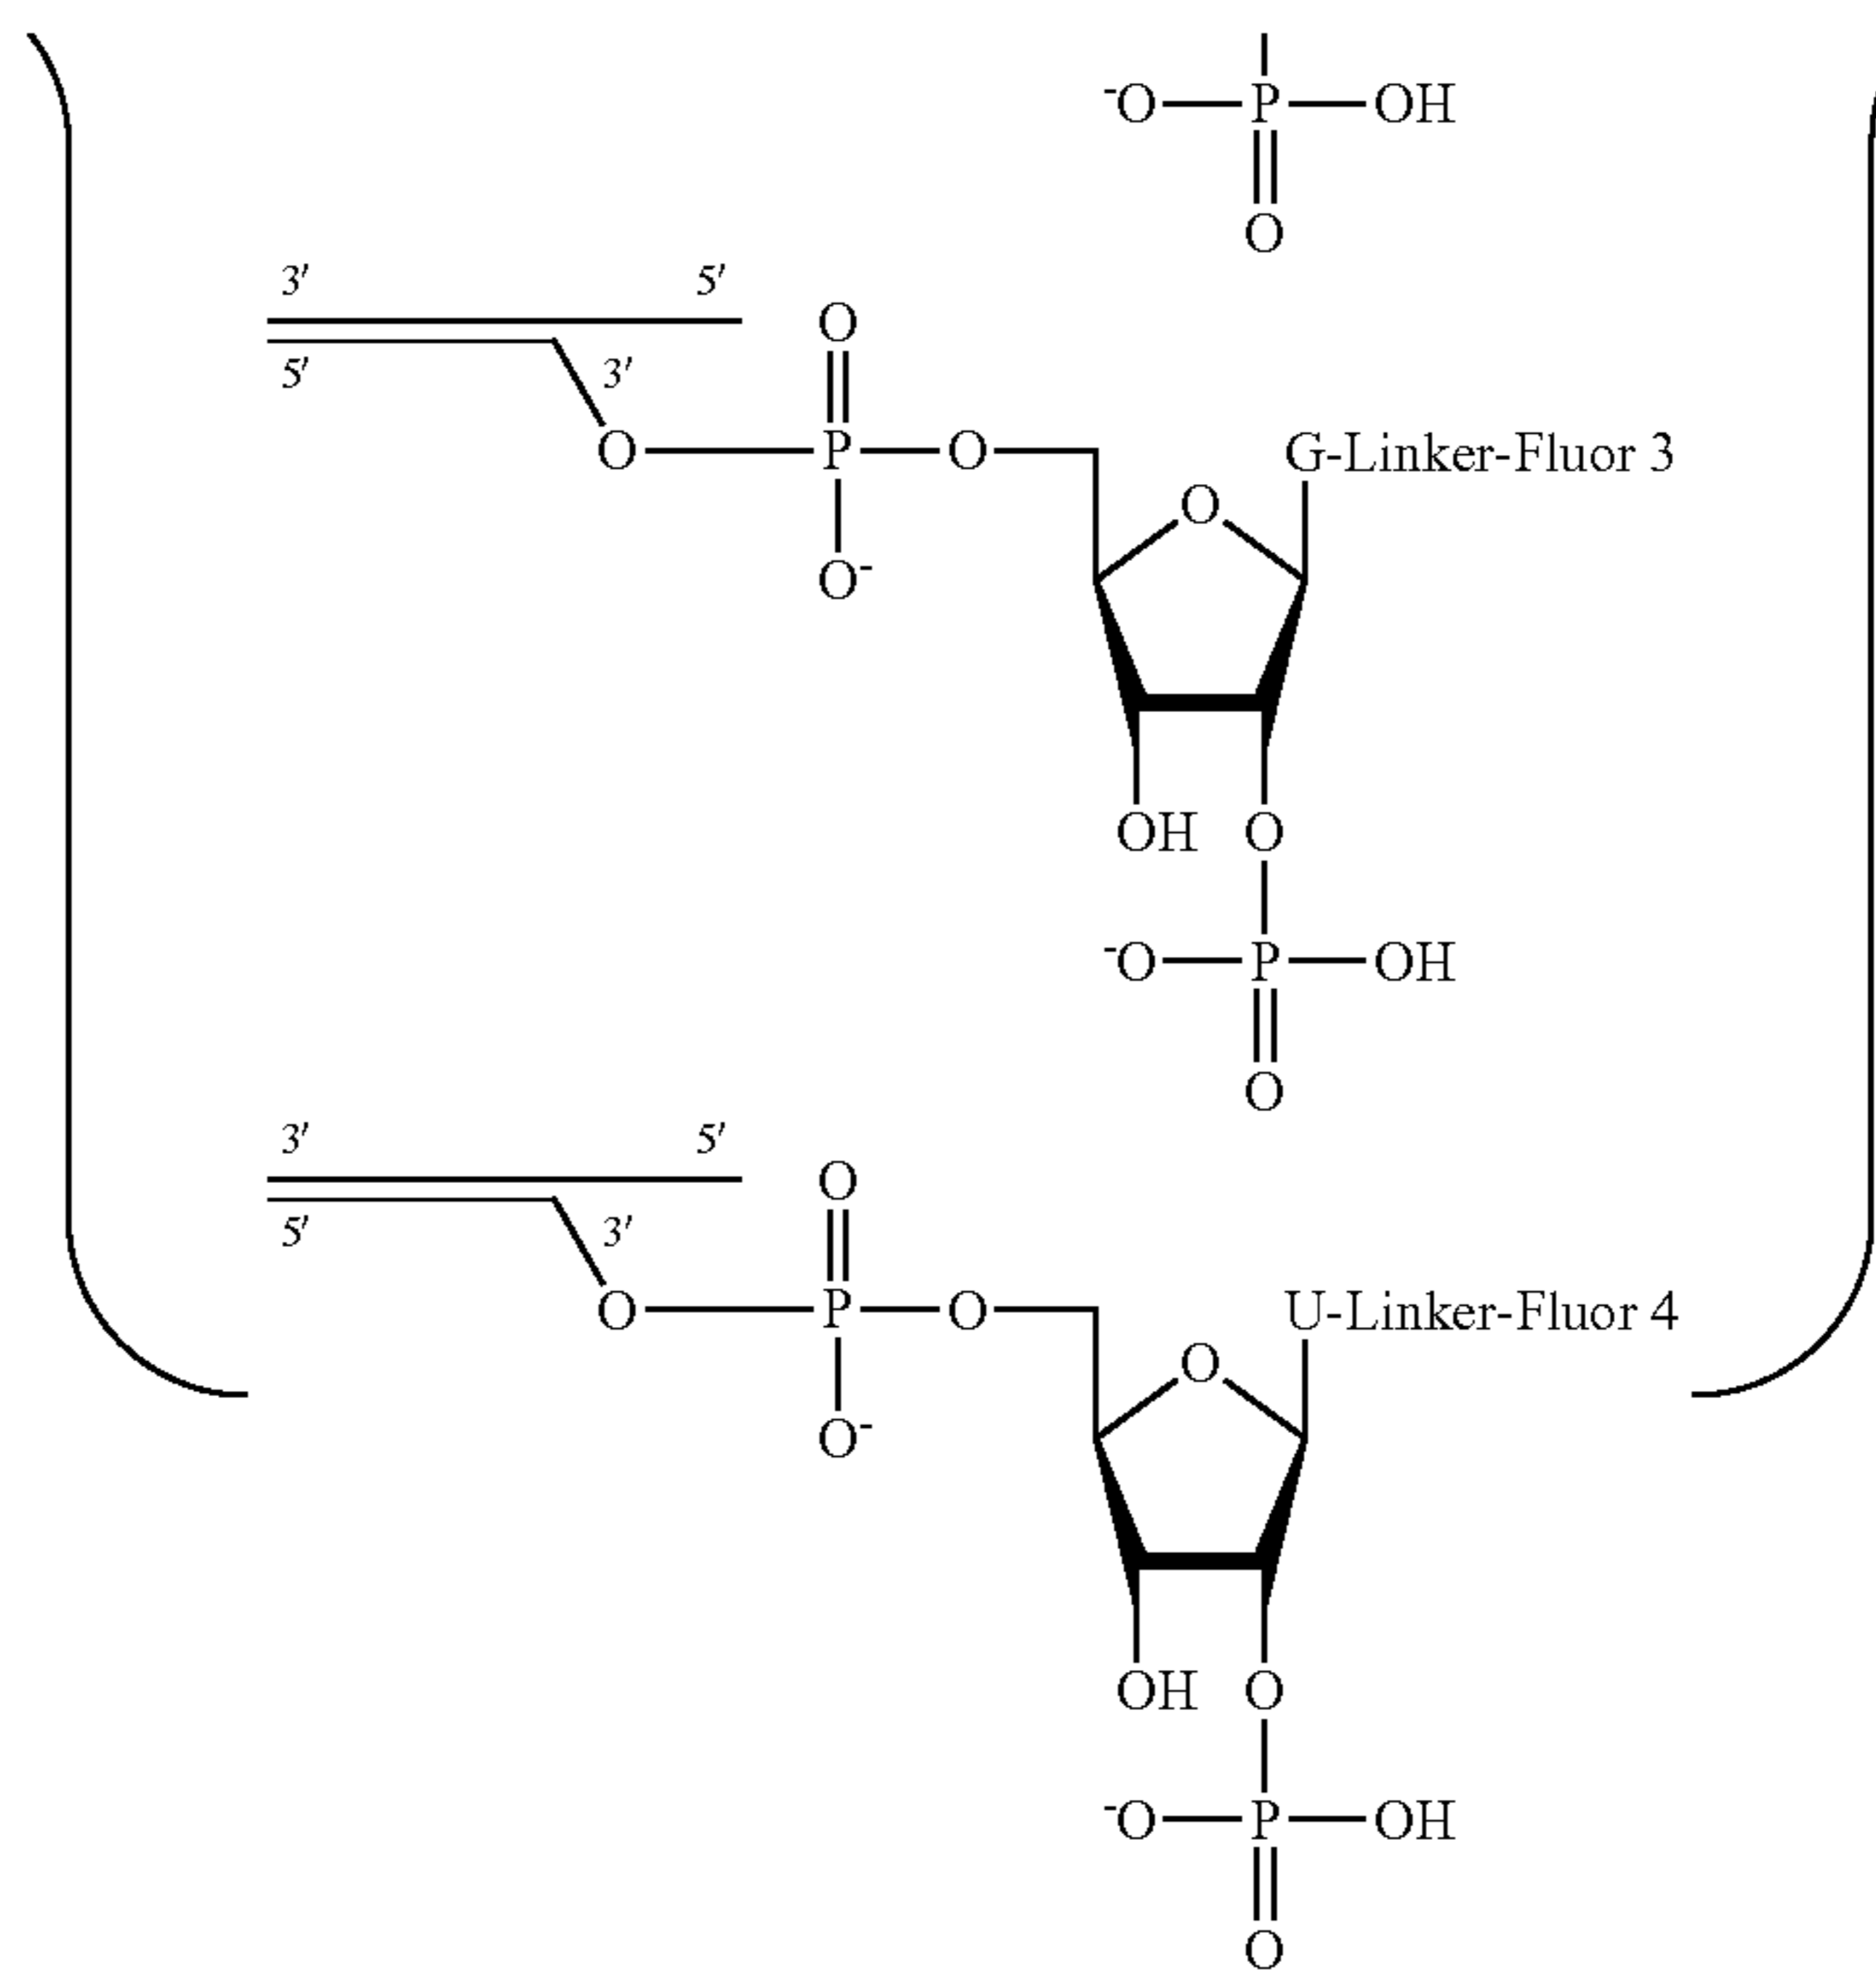 ⁻O P OH
O
3′ 5′
O
5′ 3′
O P O G-Linker-Fluor 3
O
O⁻
OH O
⁻O P OH
O
3′ 5′
O
5′ 3′
O P O U-Linker-Fluor 4
O
O⁻
OH O
⁻O P OH
O